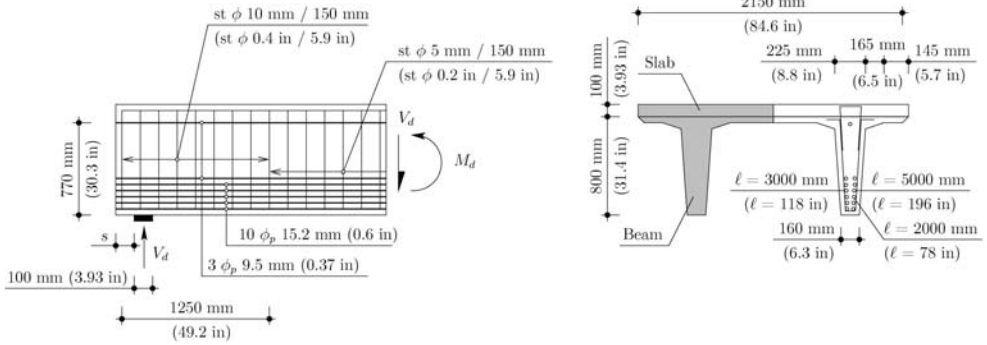 st ϕ 10 mm / 150 mm
(st ϕ 0.4 in / 5.9 in)
st ϕ 5 mm / 150 mm
(st ϕ 0.2 in / 5.9 in)
770 mm
(30.3 in)
V_d
M_d
s
V_d
100 mm (3.93 in)
10 ϕ_p 15.2 mm (0.6 in)
3 ϕ_p 9.5 mm (0.37 in)
1250 mm
(49.2 in)
2150 mm
(84.6 in)
225 mm
(8.8 in)
165 mm
(6.5 in)
145 mm
(5.7 in)
100 mm
(3.93 in)
Slab
800 mm
(31.4 in)
ℓ = 3000 mm
(ℓ = 118 in)
ℓ = 5000 mm
(ℓ = 196 in)
Beam
160 mm
(6.3 in)
ℓ = 2000 mm
(ℓ = 78 in)